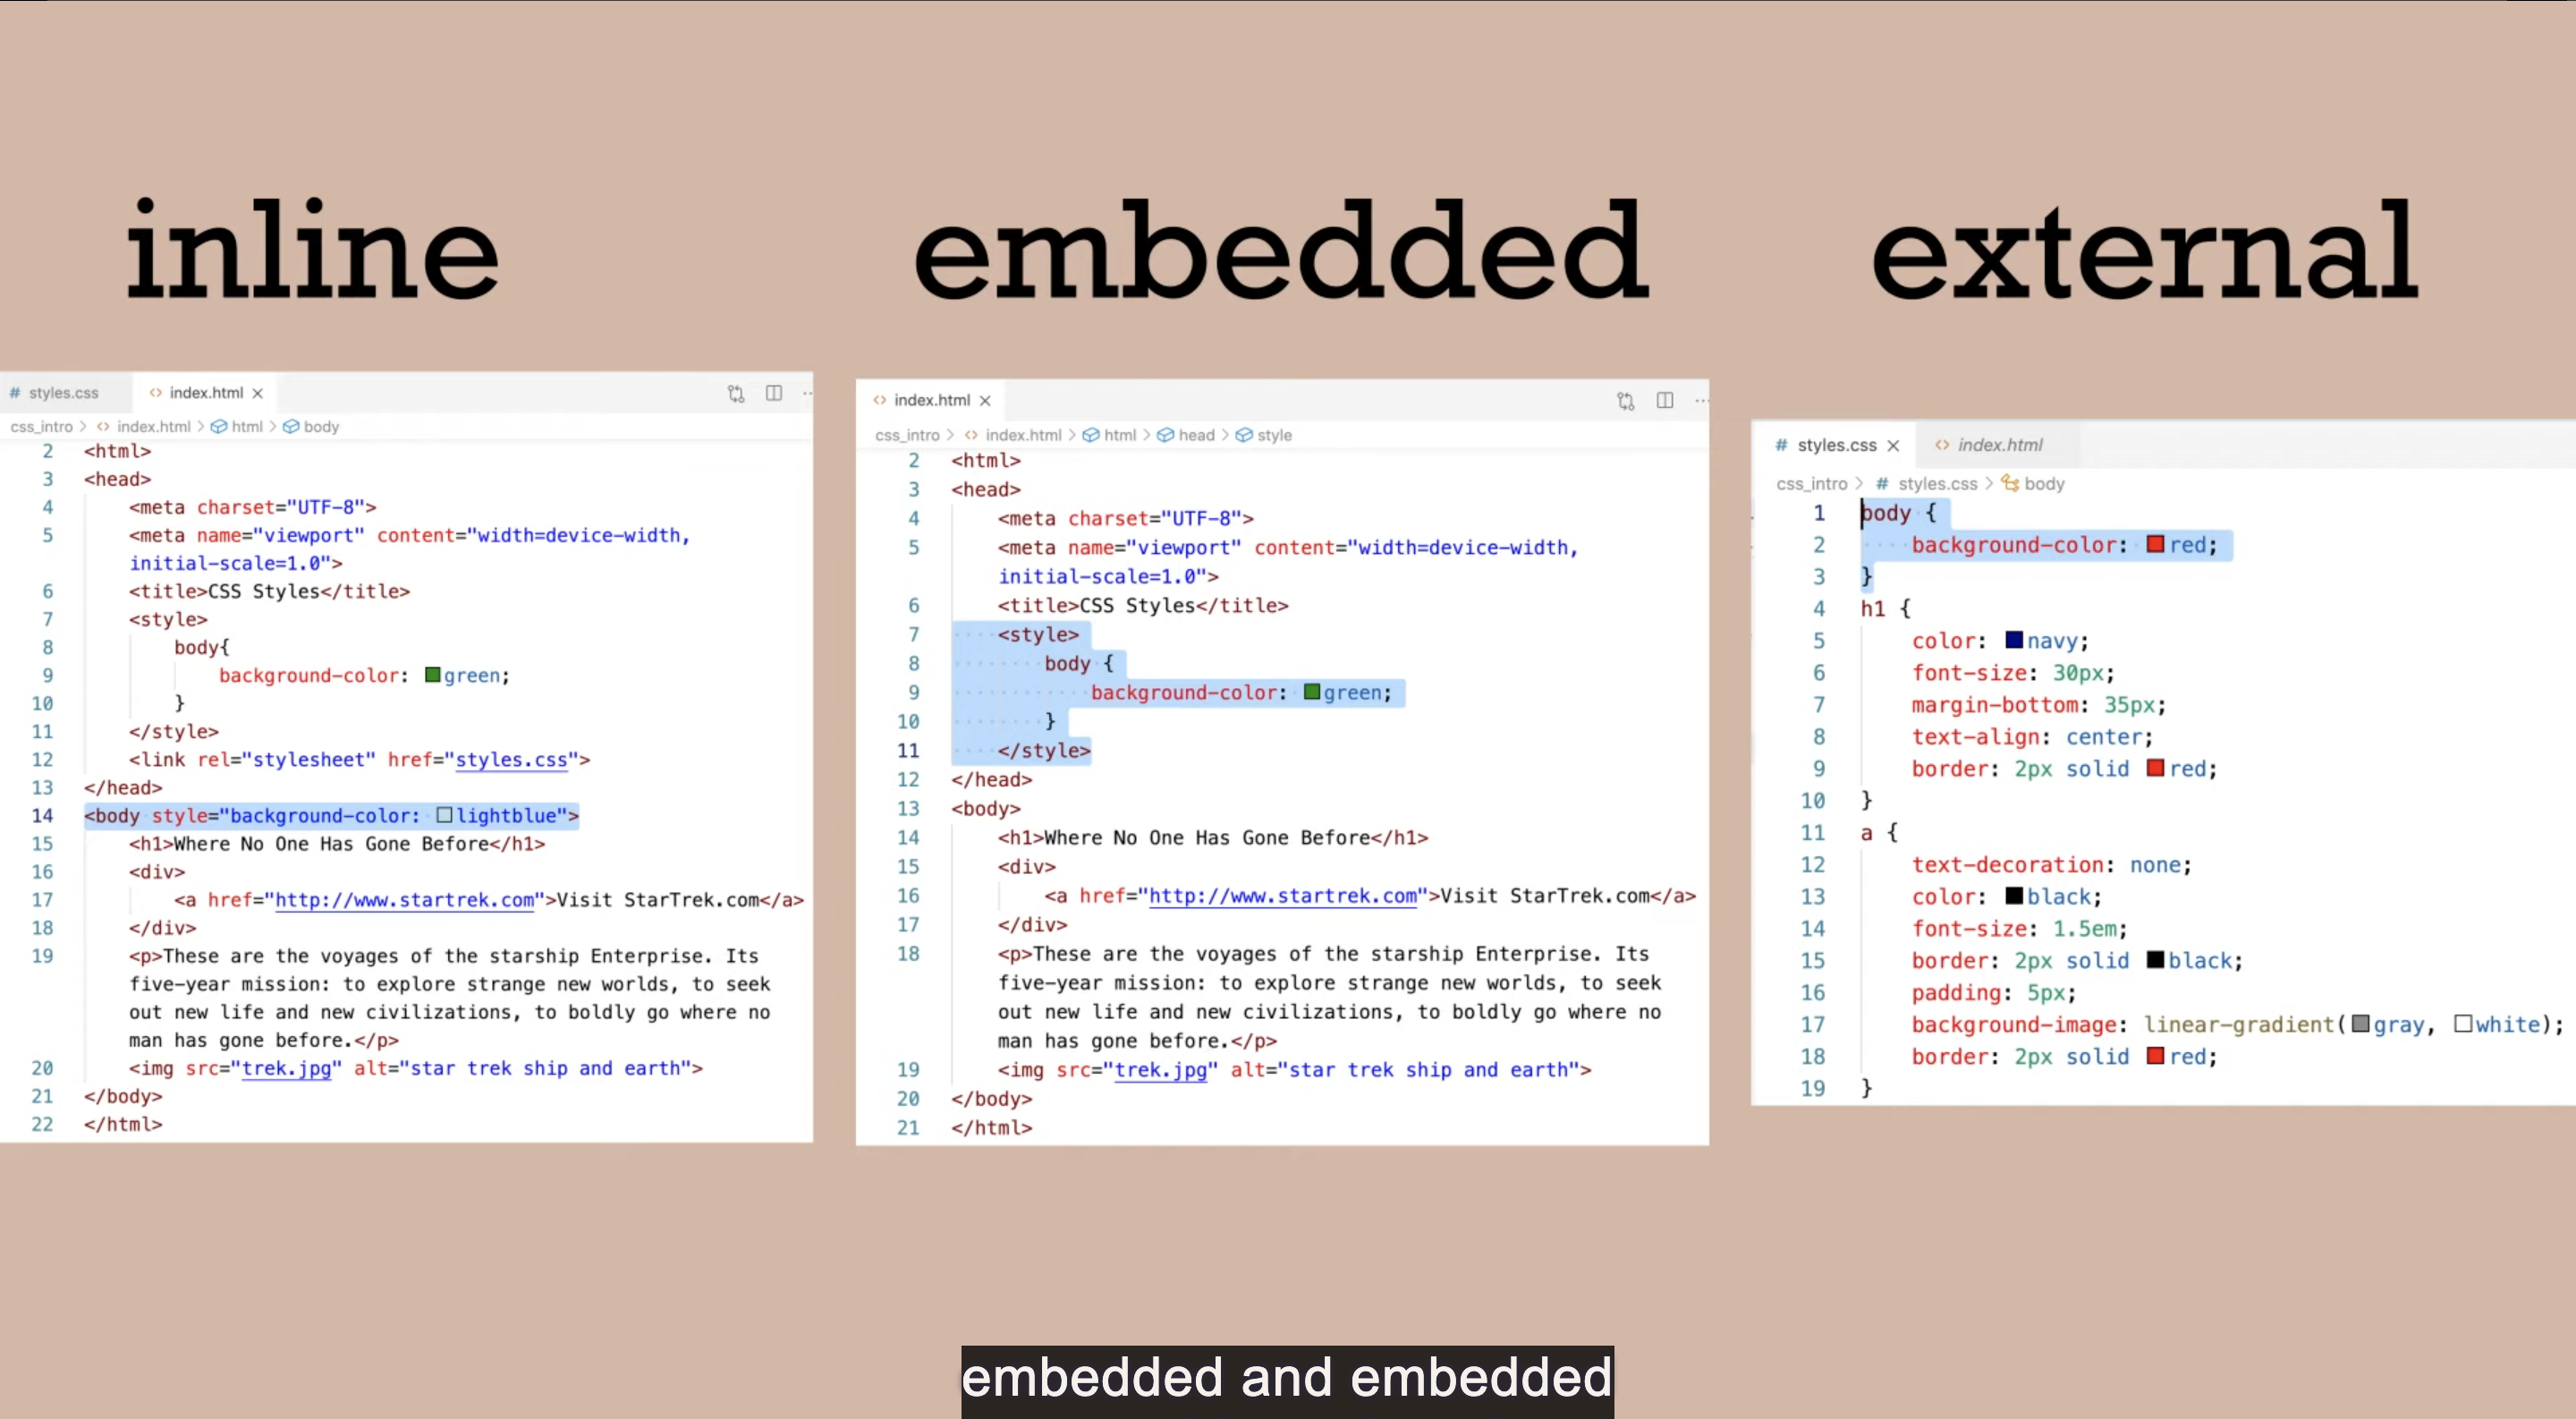 inline
embedded
external
# styles.css
<> index.html ×
css_intro > <> index.html > html > body
2 <html>
3 <head>
4 <meta charset="UTF-8">
5 <meta name="viewport" content="width=device-width,
initial-scale=1.0">
6 <title>CSS Styles</title>
7 <style>
8 body{
9 background-color: green;
10 }
11 </style>
12 <link rel="stylesheet" href="styles.css">
13 </head>
14 <body style="background-color: lightblue">
15 <h1>Where No One Has Gone Before</h1>
16 <div>
17 <a href="http://www.startrek.com">Visit StarTrek.com</a>
18 </div>
19 <p>These are the voyages of the starship Enterprise. Its
five-year mission: to explore strange new worlds, to seek
out new life and new civilizations, to boldly go where no
man has gone before.</p>
20 <img src="trek.jpg" alt="star trek ship and earth">
21 </body>
22 </html>
<> index.html ×
css_intro > <> index.html > html > head > style
2 <html>
3 <head>
4 <meta charset="UTF-8">
5 <meta name="viewport" content="width=device-width,
initial-scale=1.0">
6 <title>CSS Styles</title>
7 <style>
8 body {
9 background-color: green;
10 }
11 </style>
12 </head>
13 <body>
14 <h1>Where No One Has Gone Before</h1>
15 <div>
16 <a href="http://www.startrek.com">Visit StarTrek.com</a>
17 </div>
18 <p>These are the voyages of the starship Enterprise. Its
five-year mission: to explore strange new worlds, to seek
out new life and new civilizations, to boldly go where no
man has gone before.</p>
19 <img src="trek.jpg" alt="star trek ship and earth">
20 </body>
21 </html>
# styles.css ×
<> index.html
css_intro > # styles.css > body
1 body {
2 background-color: red;
3 }
4 h1 {
5 color: navy;
6 font-size: 30px;
7 margin-bottom: 35px;
8 text-align: center;
9 border: 2px solid red;
10 }
11 a {
12 text-decoration: none;
13 color: black;
14 font-size: 1.5em;
15 border: 2px solid black;
16 padding: 5px;
17 background-image: linear-gradient(gray, white);
18 border: 2px solid red;
19 }
embedded and embedded